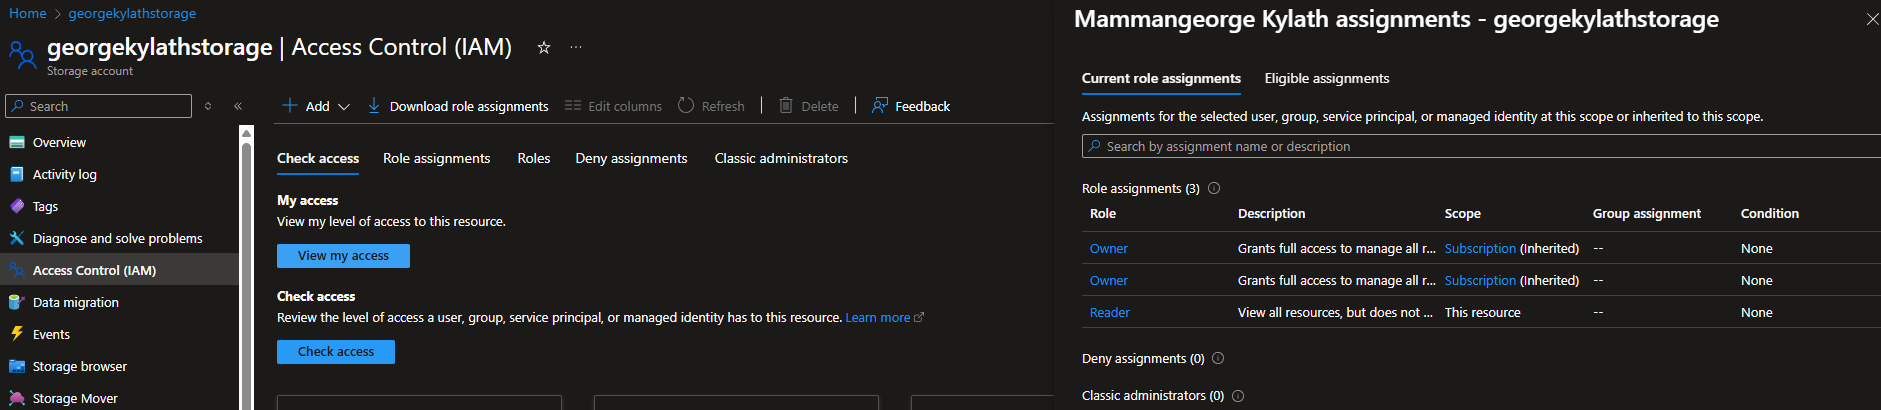 Home > georgekylathstorage
georgekylathstorage | Access Control (IAM) ☆ ···
Storage account
Search
Overview
Activity log
Tags
Diagnose and solve problems
Access Control (IAM)
Data migration
Events
Storage browser
Storage Mover
Add
Download role assignments
Edit columns
Refresh
Delete
Feedback
Check access
Role assignments
Roles
Deny assignments
Classic administrators
My access
View my level of access to this resource.
View my access
Check access
Review the level of access a user, group, service principal, or managed identity has to this resource. Learn more
Check access
Mammangeorge Kylath assignments - georgekylathstorage
Current role assignments
Eligible assignments
Assignments for the selected user, group, service principal, or managed identity at this scope or inherited to this scope.
Search by assignment name or description
Role assignments (3)
Role Description Scope Group assignment Condition
Owner Grants full access to manage all r... Subscription (Inherited) -- None
Owner Grants full access to manage all r... Subscription (Inherited) -- None
Reader View all resources, but does not ... This resource -- None
Deny assignments (0)
Classic administrators (0)